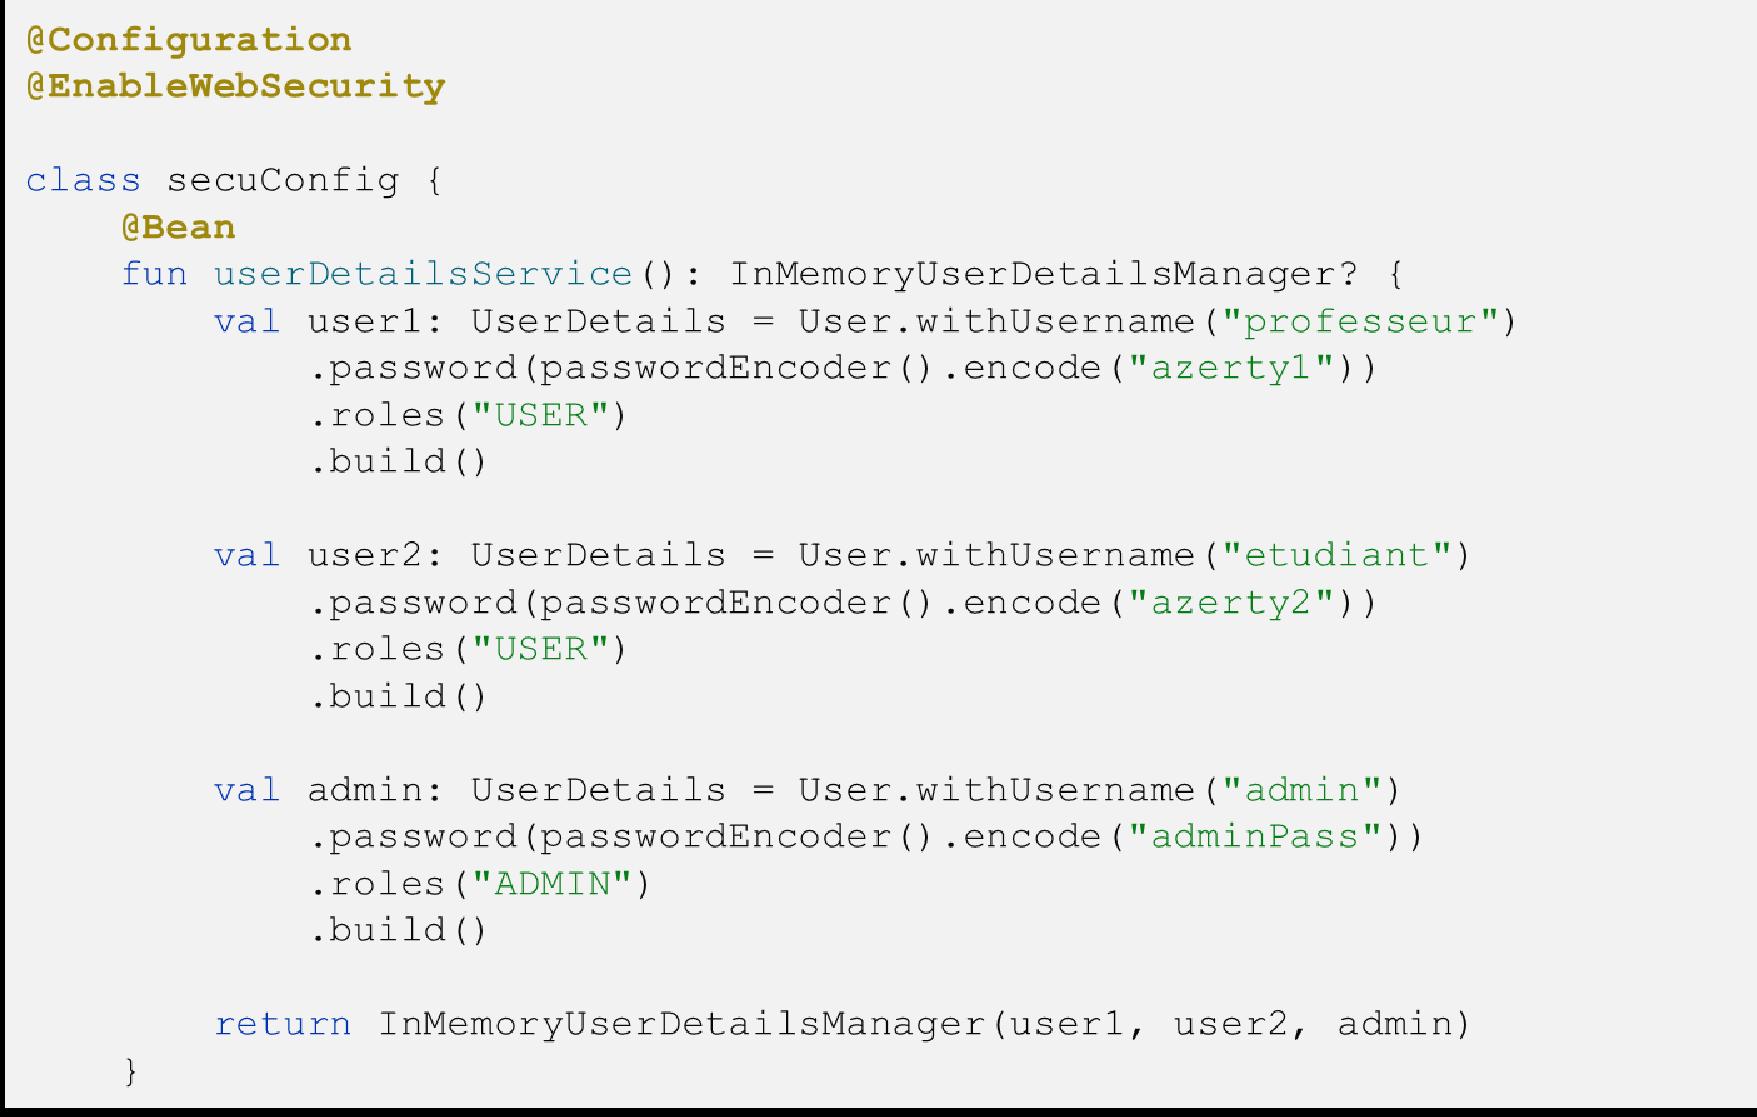 @Configuration
@EnableWebSecurity
class secuConfig {
@Bean
fun userDetailsService(): InMemoryUserDetailsManager? {
val user1: UserDetails = User.withUsername("professeur")
.password(passwordEncoder().encode("azerty1"))
.roles("USER")
.build()
val user2: UserDetails = User.withUsername("etudiant")
.password(passwordEncoder().encode("azerty2"))
.roles("USER")
.build()
val admin: UserDetails = User.withUsername("admin")
.password(passwordEncoder().encode("adminPass"))
.roles("ADMIN")
.build()
return InMemoryUserDetailsManager(user1, user2, admin)
}